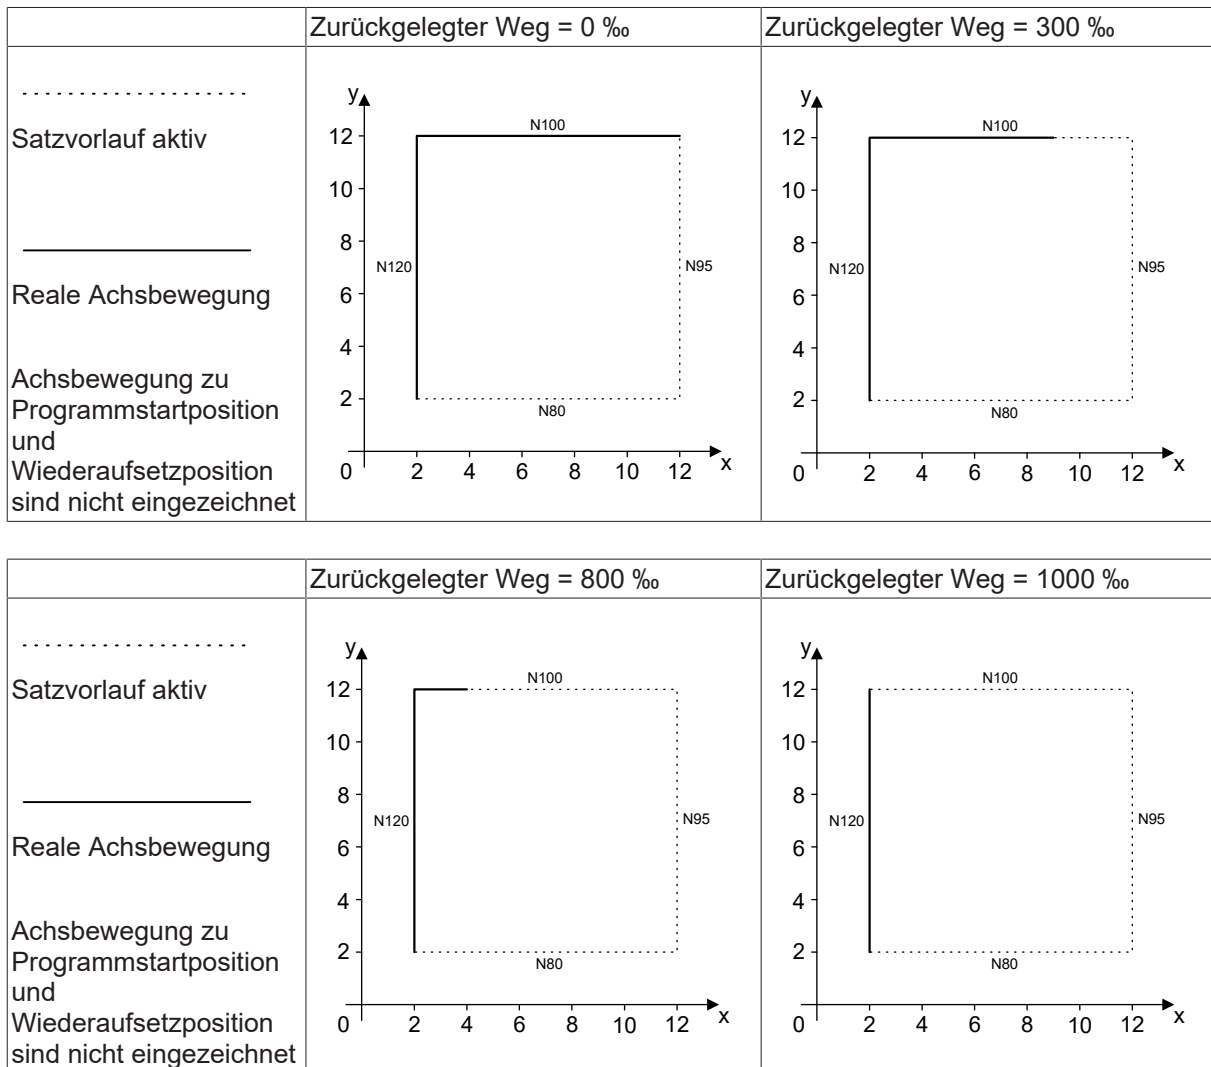 Zurückgelegter Weg = 0 ‰
Zurückgelegter Weg = 300 ‰
Satzvorlauf aktiv
Reale Achsbewegung
Achsbewegung zu
Programmstartposition
und
Wiederaufsetzposition
sind nicht eingezeichnet
y
12
10
8
6
4
2
0
2
4
6
8
10
12
x
N100
N120
N95
N80
y
12
10
8
6
4
2
0
2
4
6
8
10
12
x
N100
N120
N95
N80
Zurückgelegter Weg = 800 ‰
Zurückgelegter Weg = 1000 ‰
Satzvorlauf aktiv
Reale Achsbewegung
Achsbewegung zu
Programmstartposition
und
Wiederaufsetzposition
sind nicht eingezeichnet
y
12
10
8
6
4
2
0
2
4
6
8
10
12
x
N100
N120
N95
N80
y
12
10
8
6
4
2
0
2
4
6
8
10
12
x
N100
N120
N95
N80